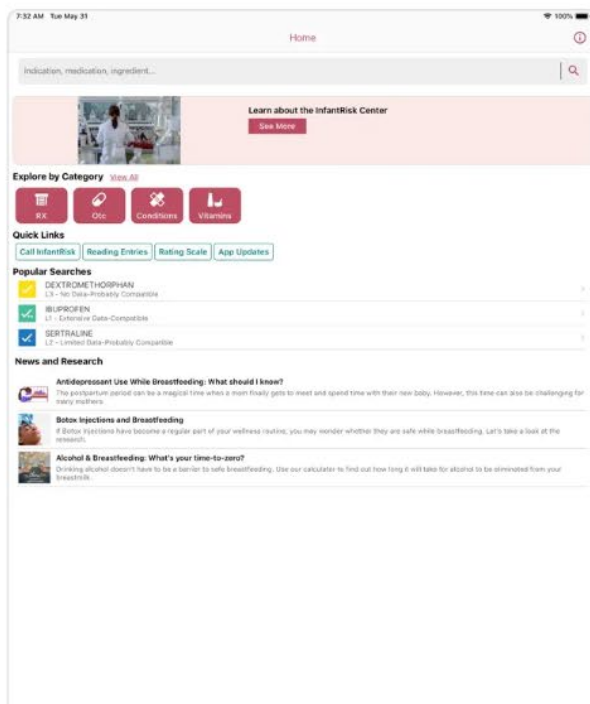 7:32 AM Tue May 31
100%
Home
Indication, medication, ingredient...
Learn about the InfantRisk Center
See More
Explore by Category View All
RX
Otc
Conditions
Vitamins
Quick Links
Call InfantRisk
Reading Entries
Rating Scale
App Updates
Popular Searches
DEXTROMETHORPHAN
L3 - No Data-Probably Compatible
IBUPROFEN
L1 - Extensive Data-Compatible
SERTRALINE
L2 - Limited Data-Probably Compatible
News and Research
Antidepressant Use While Breastfeeding: What should I know?
The postpartum period can be a magical time when a mom finally gets to meet and spend time with their new baby. However, this time can also be challenging for
many mothers.
Botox Injections and Breastfeeding
If Botox injections have become a regular part of your wellness routine, you may wonder whether they are safe while breastfeeding. Let's take a look at the
research.
Alcohol & Breastfeeding: What's your time-to-zero?
Drinking alcohol doesn't have to be a barrier to safe breastfeeding. Use our calculator to find out how long it will take for alcohol to be eliminated from your
breastmilk.